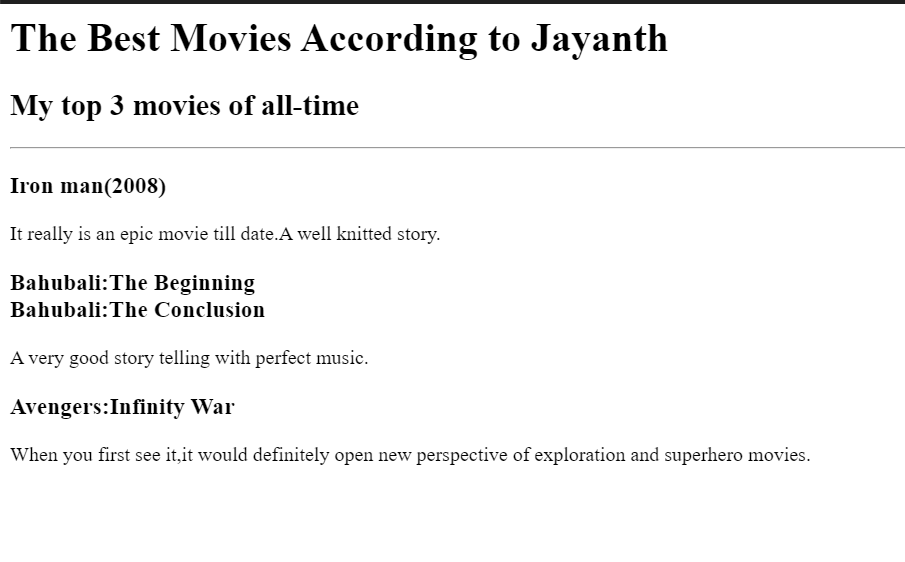 The Best Movies According to Jayanth
My top 3 movies of all-time
Iron man(2008)
It really is an epic movie till date.A well knitted story.
Bahubali:The Beginning
Bahubali:The Conclusion
A very good story telling with perfect music.
Avengers:Infinity War
When you first see it,it would definitely open new perspective of exploration and superhero movies.